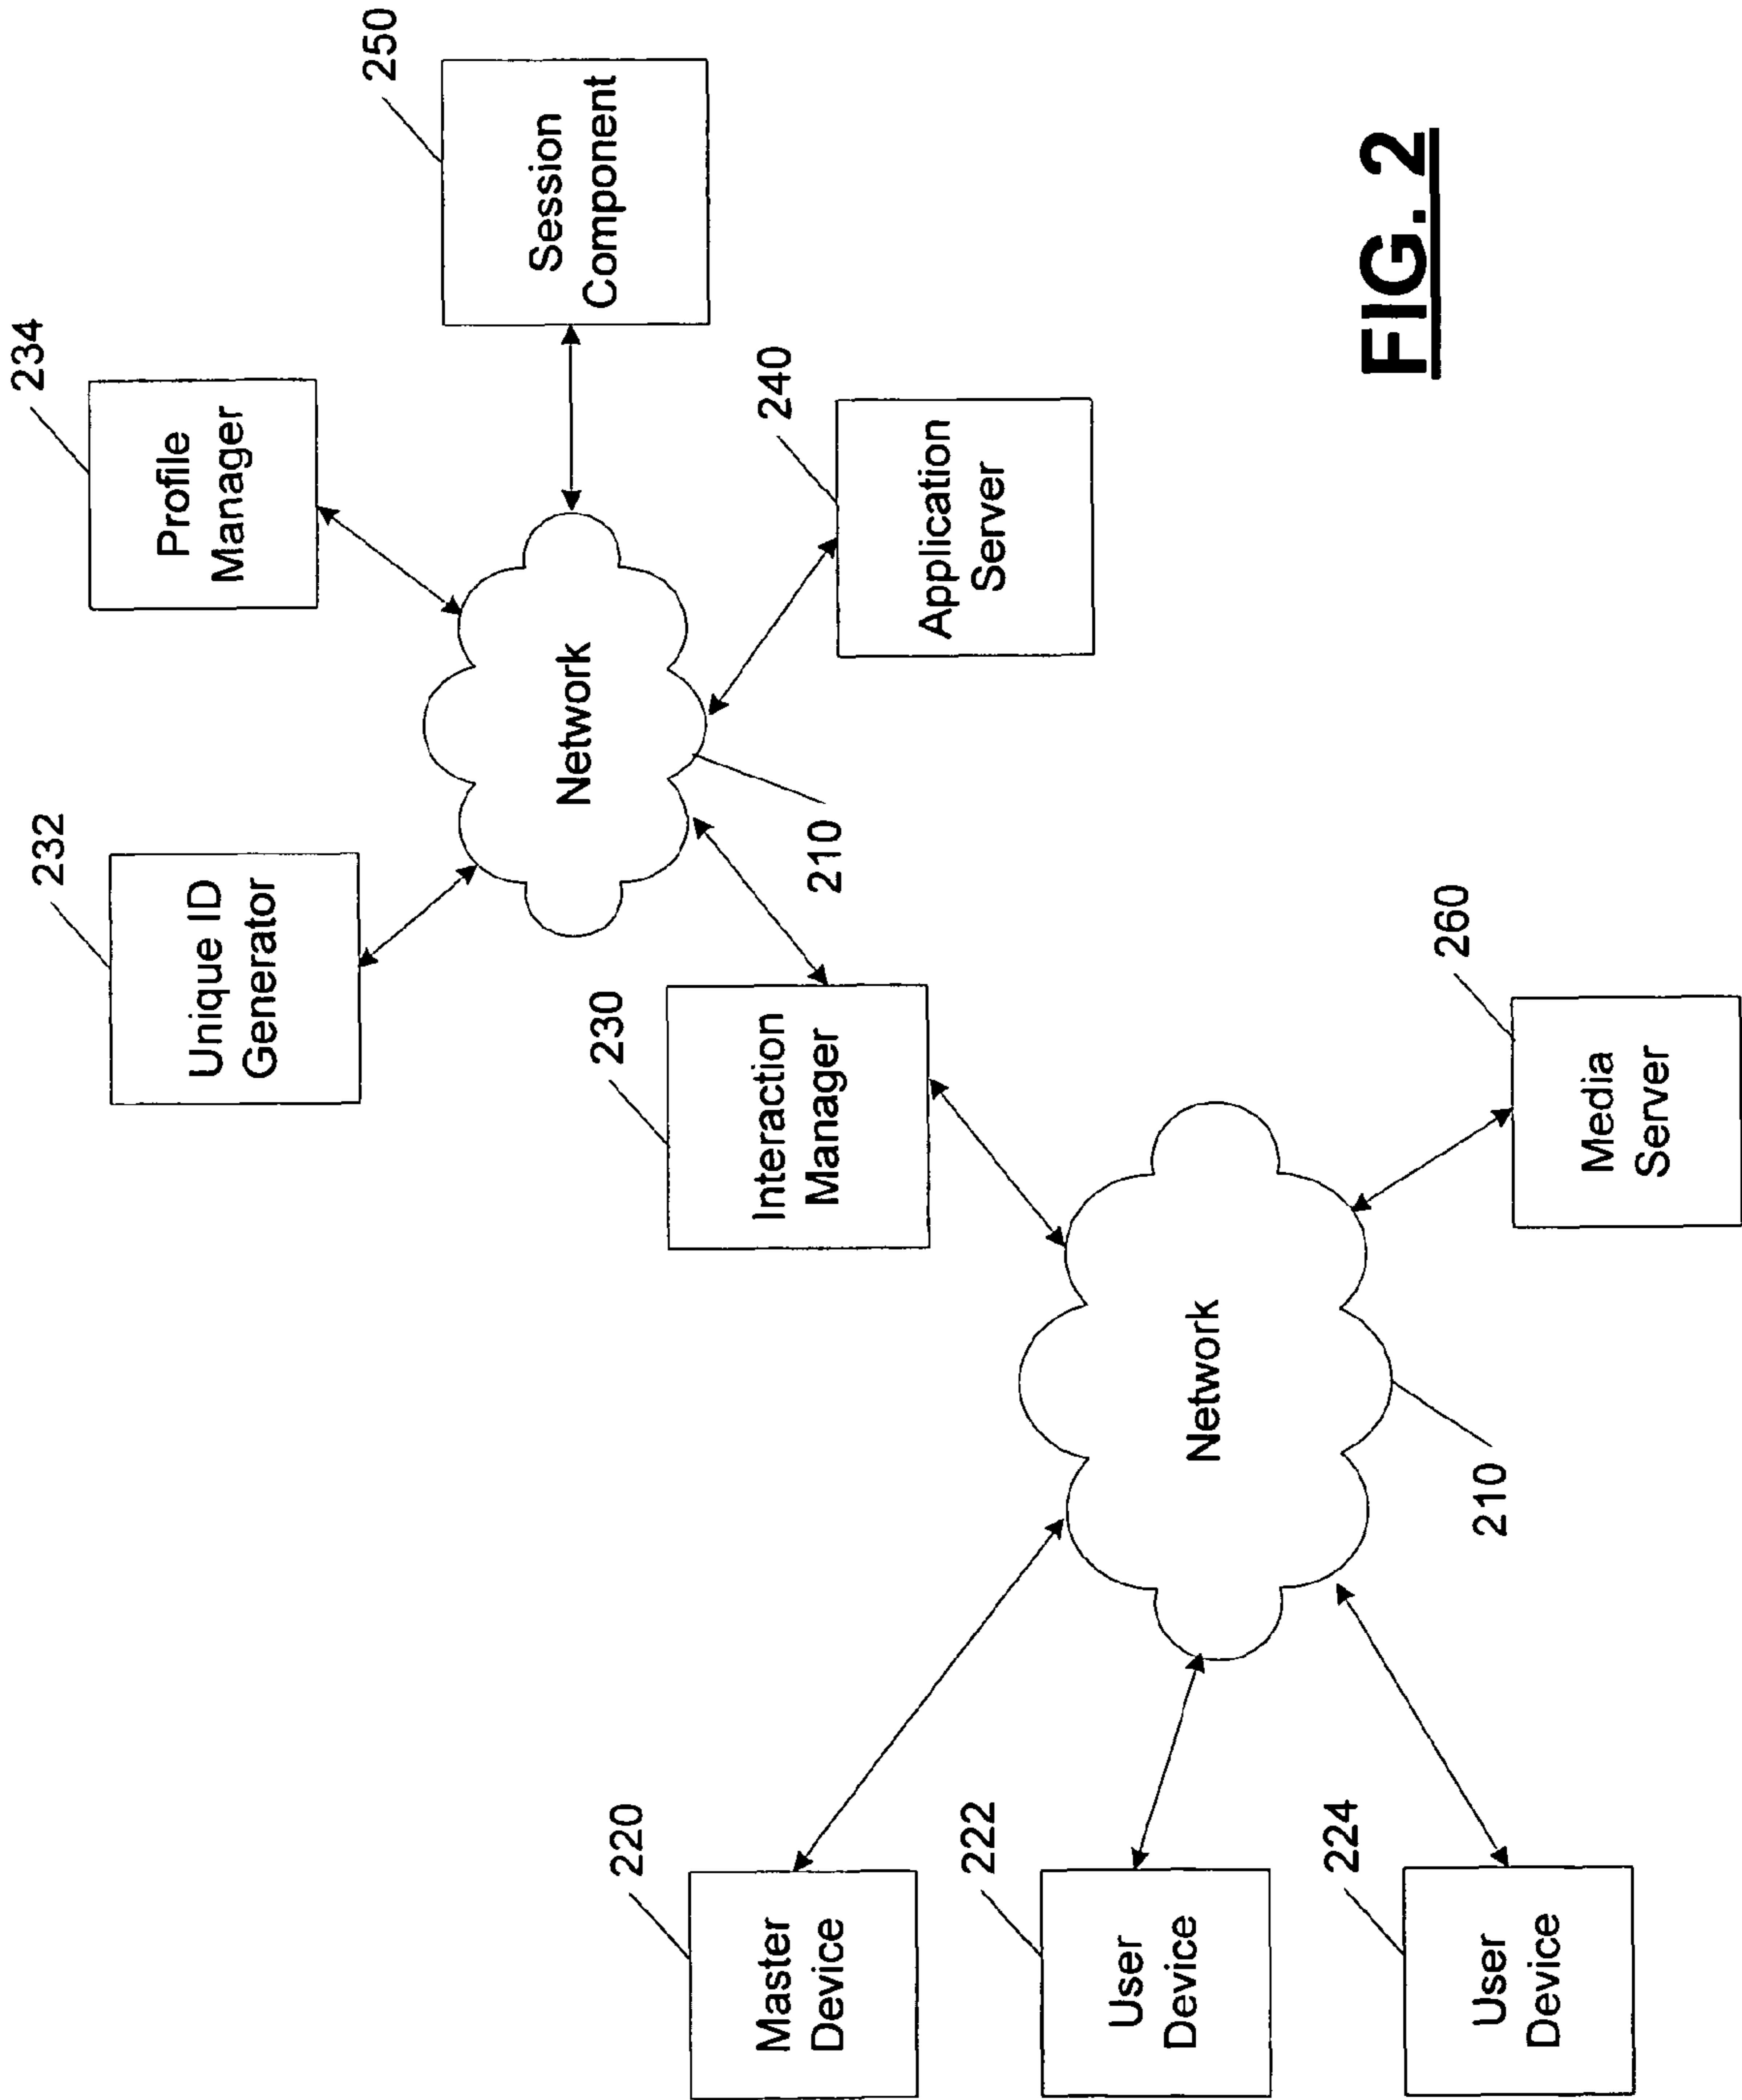 220
Master
Device
222
User
Device
224
User
Device
Network
210
230
Interaction
Manager
260
Media
Server
232
Unique ID
Generator
Network
210
234
Profile
Manager
240
Application
Server
250
Session
Component
FIG. 2